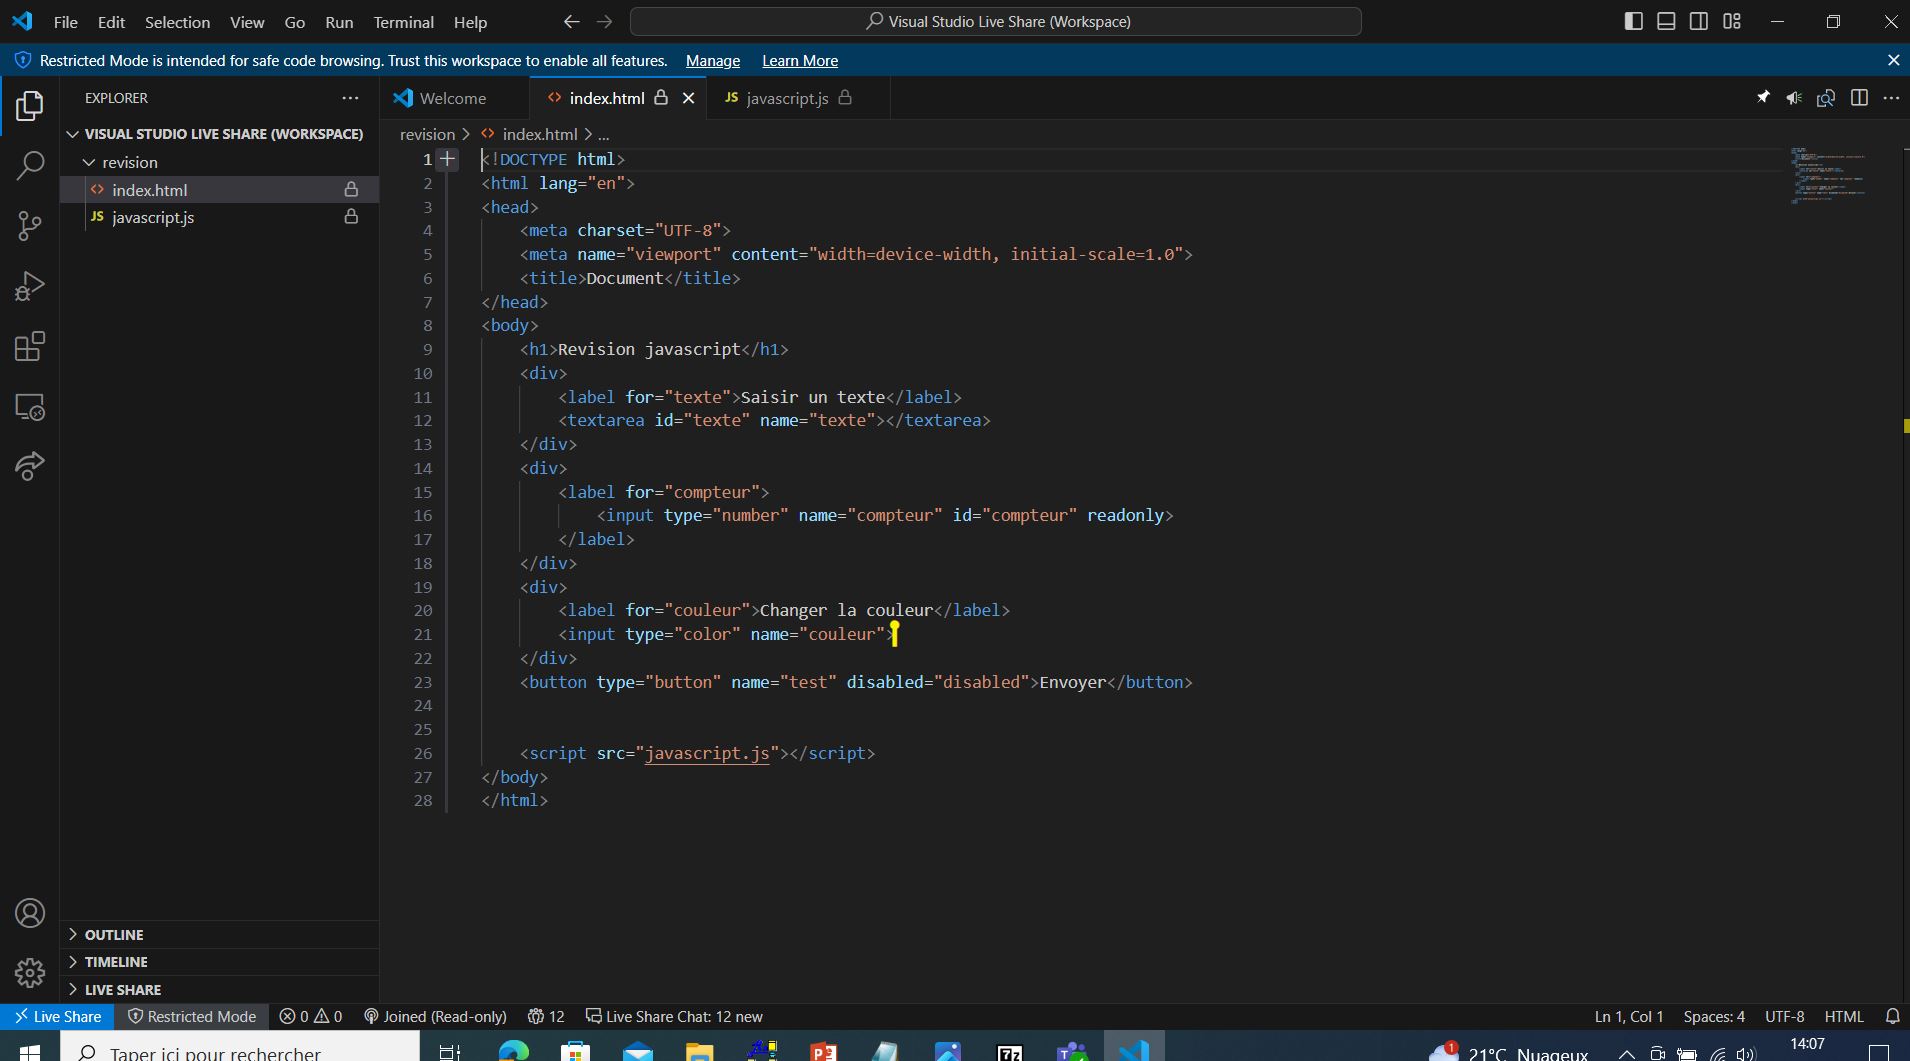 File Edit Selection View Go Run Terminal Help
Visual Studio Live Share (Workspace)
Restricted Mode is intended for safe code browsing. Trust this workspace to enable all features. Manage Learn More
EXPLORER
Welcome
index.html
JS javascript.js
VISUAL STUDIO LIVE SHARE (WORKSPACE)
revision
index.html
JS javascript.js
revision > index.html > ...
1 <!DOCTYPE html>
2 <html lang="en">
3 <head>
4 <meta charset="UTF-8">
5 <meta name="viewport" content="width=device-width, initial-scale=1.0">
6 <title>Document</title>
7 </head>
8 <body>
9 <h1>Revision javascript</h1>
10 <div>
11 <label for="texte">Saisir un texte</label>
12 <textarea id="texte" name="texte"></textarea>
13 </div>
14 <div>
15 <label for="compteur">
16 <input type="number" name="compteur" id="compteur" readonly>
17 </label>
18 </div>
19 <div>
20 <label for="couleur">Changer la couleur</label>
21 <input type="color" name="couleur">
22 </div>
23 <button type="button" name="test" disabled="disabled">Envoyer</button>
24
25
26 <script src="javascript.js"></script>
27 </body>
28 </html>
OUTLINE
TIMELINE
LIVE SHARE
Live Share Restricted Mode 0 0 Joined (Read-only) 12 Live Share Chat: 12 new Ln 1, Col 1 Spaces: 4 UTF-8 HTML
Taper ici pour rechercher
1 21°C Nuageux
14:07